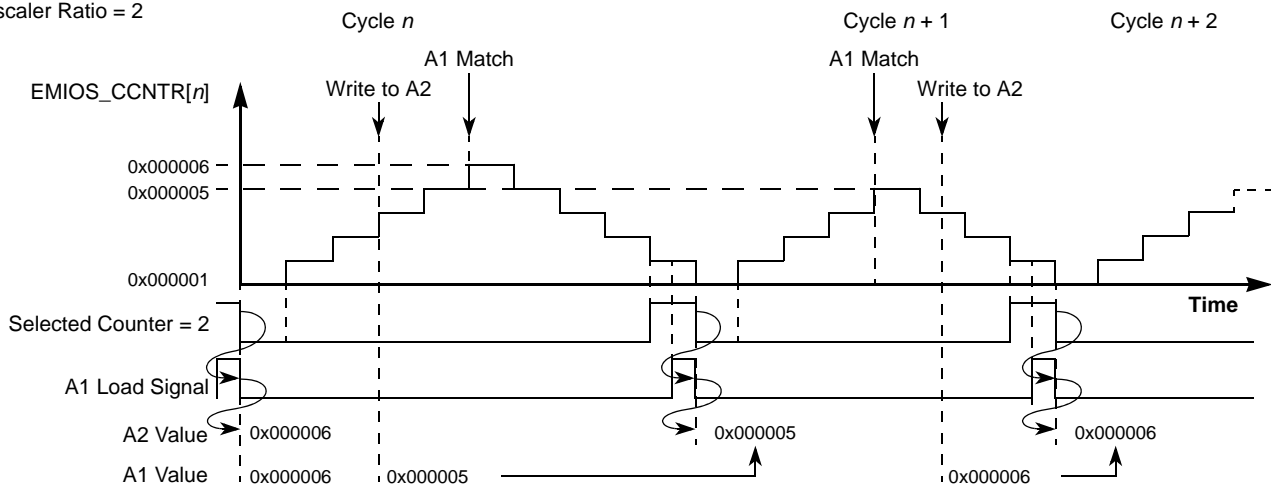 scaler Ratio = 2
Cycle n
Cycle n + 1
Cycle n + 2
A1 Match
A1 Match
EMIOS_CCNTR[n]
Write to A2
Write to A2
0x000006
0x000005
0x000001
Time
Selected Counter = 2
A1 Load Signal
A2 Value
0x000006
0x000005
0x000006
A1 Value
0x000006
0x000005
0x000006